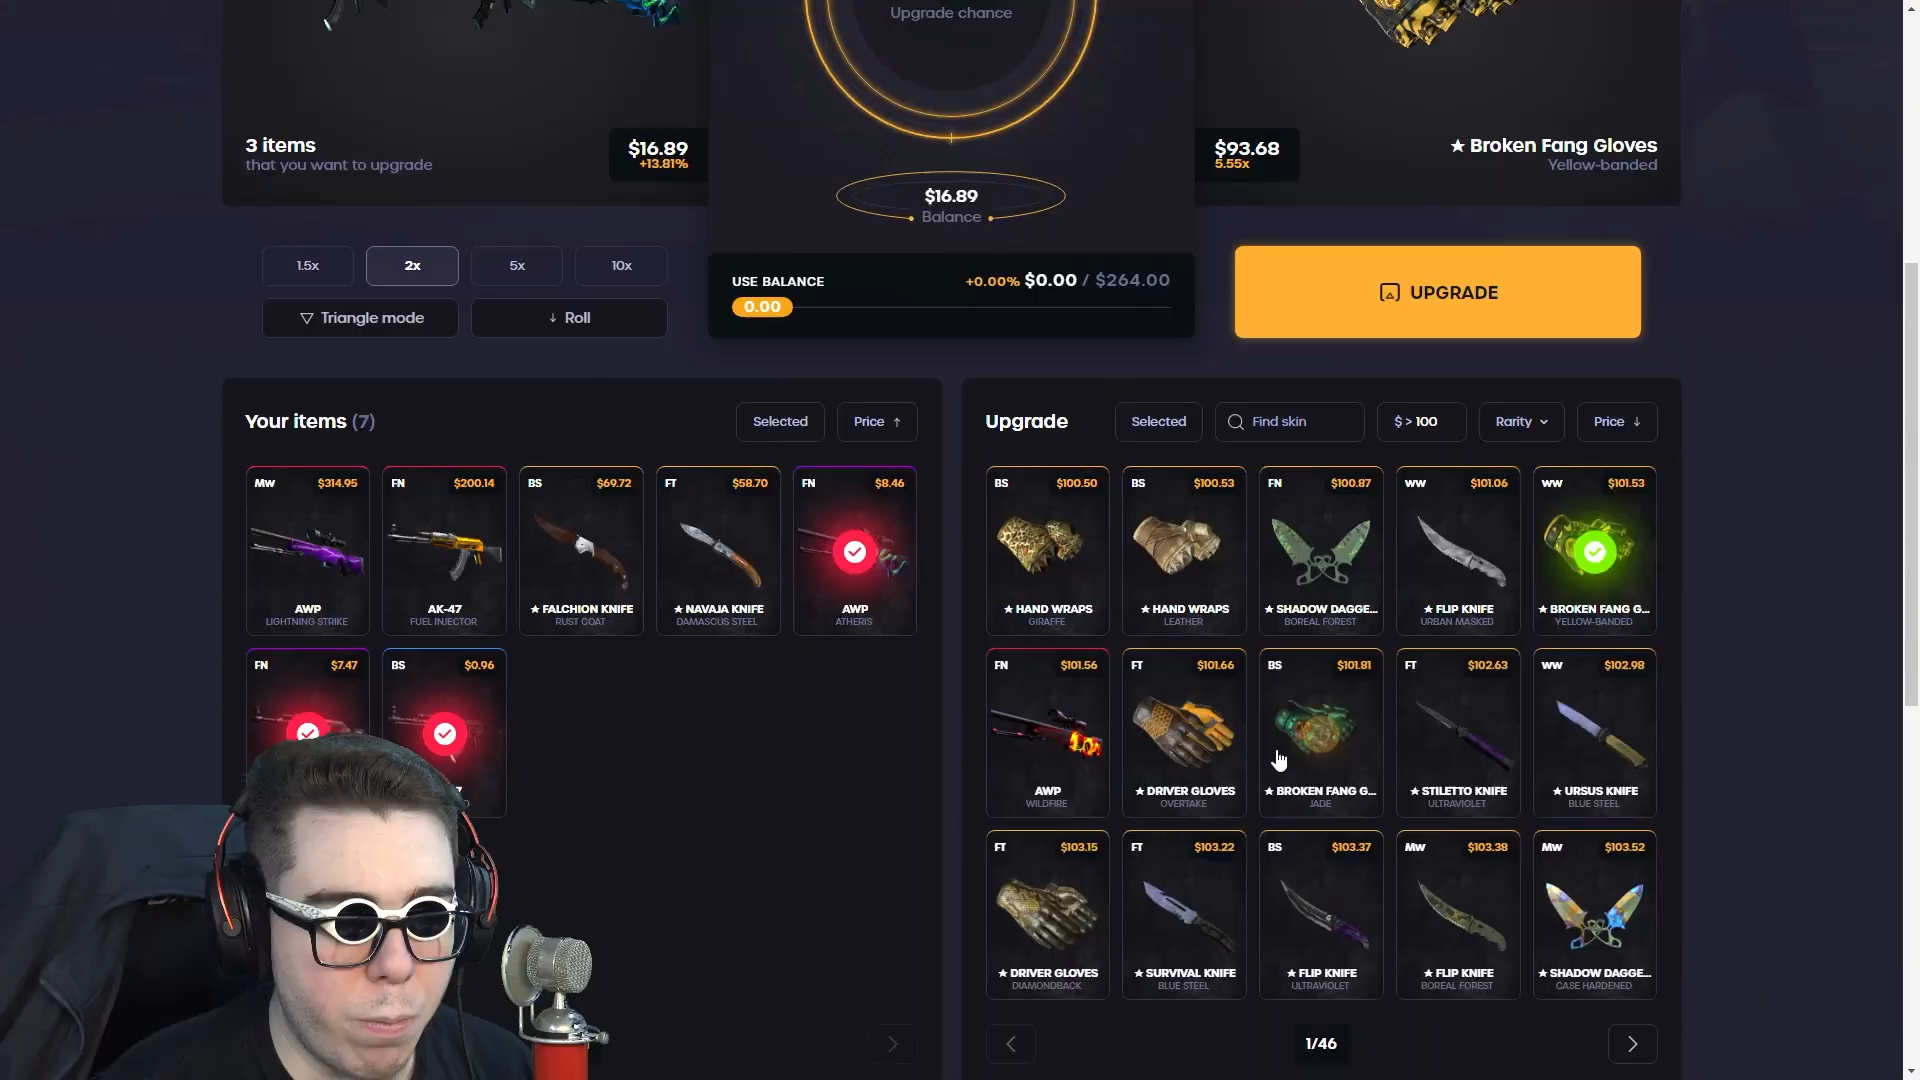 Upgrade chance
3 items
that you want to upgrade
$16.89
+13.81%
$93.68
5.55x
★ Broken Fang Gloves
Yellow-banded
$16.89
Balance
1.5x
2x
5x
10x
Triangle mode
↓ Roll
USE BALANCE
+0.00% $0.00 / $264.00
0.00
UPGRADE
Your items (7)
Selected
Price ↑
Upgrade
Selected
Find skin
$ > 100
Rarity
Price ↓
MW $314.95
AWP
LIGHTNING STRIKE
FN $200.14
AK-47
FUEL INJECTOR
BS $69.72
★ FALCHION KNIFE
RUST COAT
FT $58.70
★ NAVAJA KNIFE
DAMASCUS STEEL
FN $8.46
AWP
ATHERIS
FN $7.47
BS $0.96
BS $100.50
★ HAND WRAPS
GIRAFFE
BS $100.53
★ HAND WRAPS
LEATHER
FN $100.87
★ SHADOW DAGGE...
BOREAL FOREST
WW $101.06
★ FLIP KNIFE
URBAN MASKED
WW $101.53
★ BROKEN FANG G...
YELLOW-BANDED
FN $101.56
AWP
WILDFIRE
FT $101.66
★ DRIVER GLOVES
OVERTAKE
BS $101.81
★ BROKEN FANG G...
JADE
FT $102.63
★ STILETTO KNIFE
ULTRAVIOLET
WW $102.98
★ URSUS KNIFE
BLUE STEEL
FT $103.15
★ DRIVER GLOVES
DIAMONDBACK
FT $103.22
★ SURVIVAL KNIFE
BLUE STEEL
BS $103.37
★ FLIP KNIFE
ULTRAVIOLET
MW $103.38
★ FLIP KNIFE
BOREAL FOREST
MW $103.52
★ SHADOW DAGGE...
CASE HARDENED
1/46